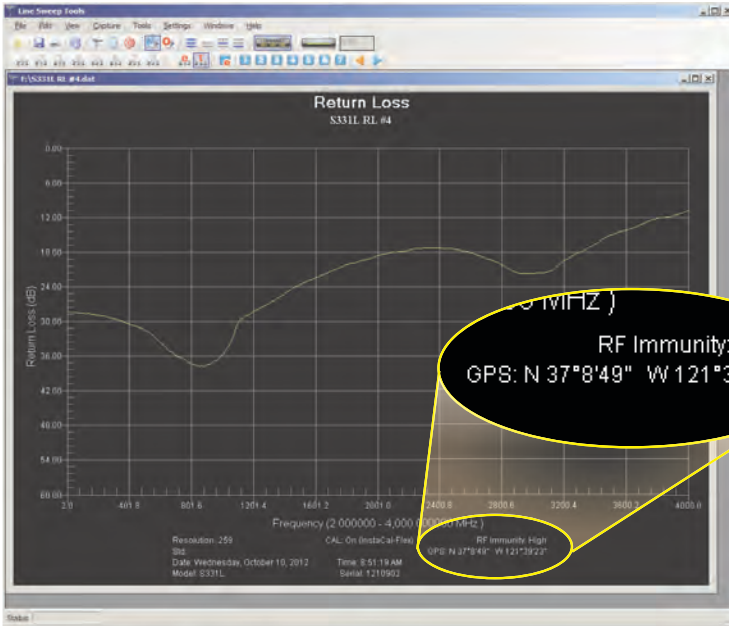 Line Sweep Tools
File Edit View Capture Tools Settings Windows Help
F:\S331L RL #4.dat
Return Loss
S331L RL #4
0.00
6.00
12.00
18.00
24.00
30.00
36.00
42.00
48.00
54.00
60.00
Return Loss (dB)
2.0 401.8 801.6 1201.4 1601.2 2001.0 2400.8 2800.6 3200.4 3600.2 4000.0
Frequency (2.000000 - 4,000.000000 MHz )
Resolution: 259 CAL: On (InstaCal-Flex) RF Immunity: High
Std: GPS: N 37°8'49" W 121°39'23"
Date: Wednesday, October 10, 2012 Time: 8:51:19 AM
Model: S331L Serial: 1210903
MHz )
RF Immunity:
GPS: N 37°8'49" W 121°3
Status